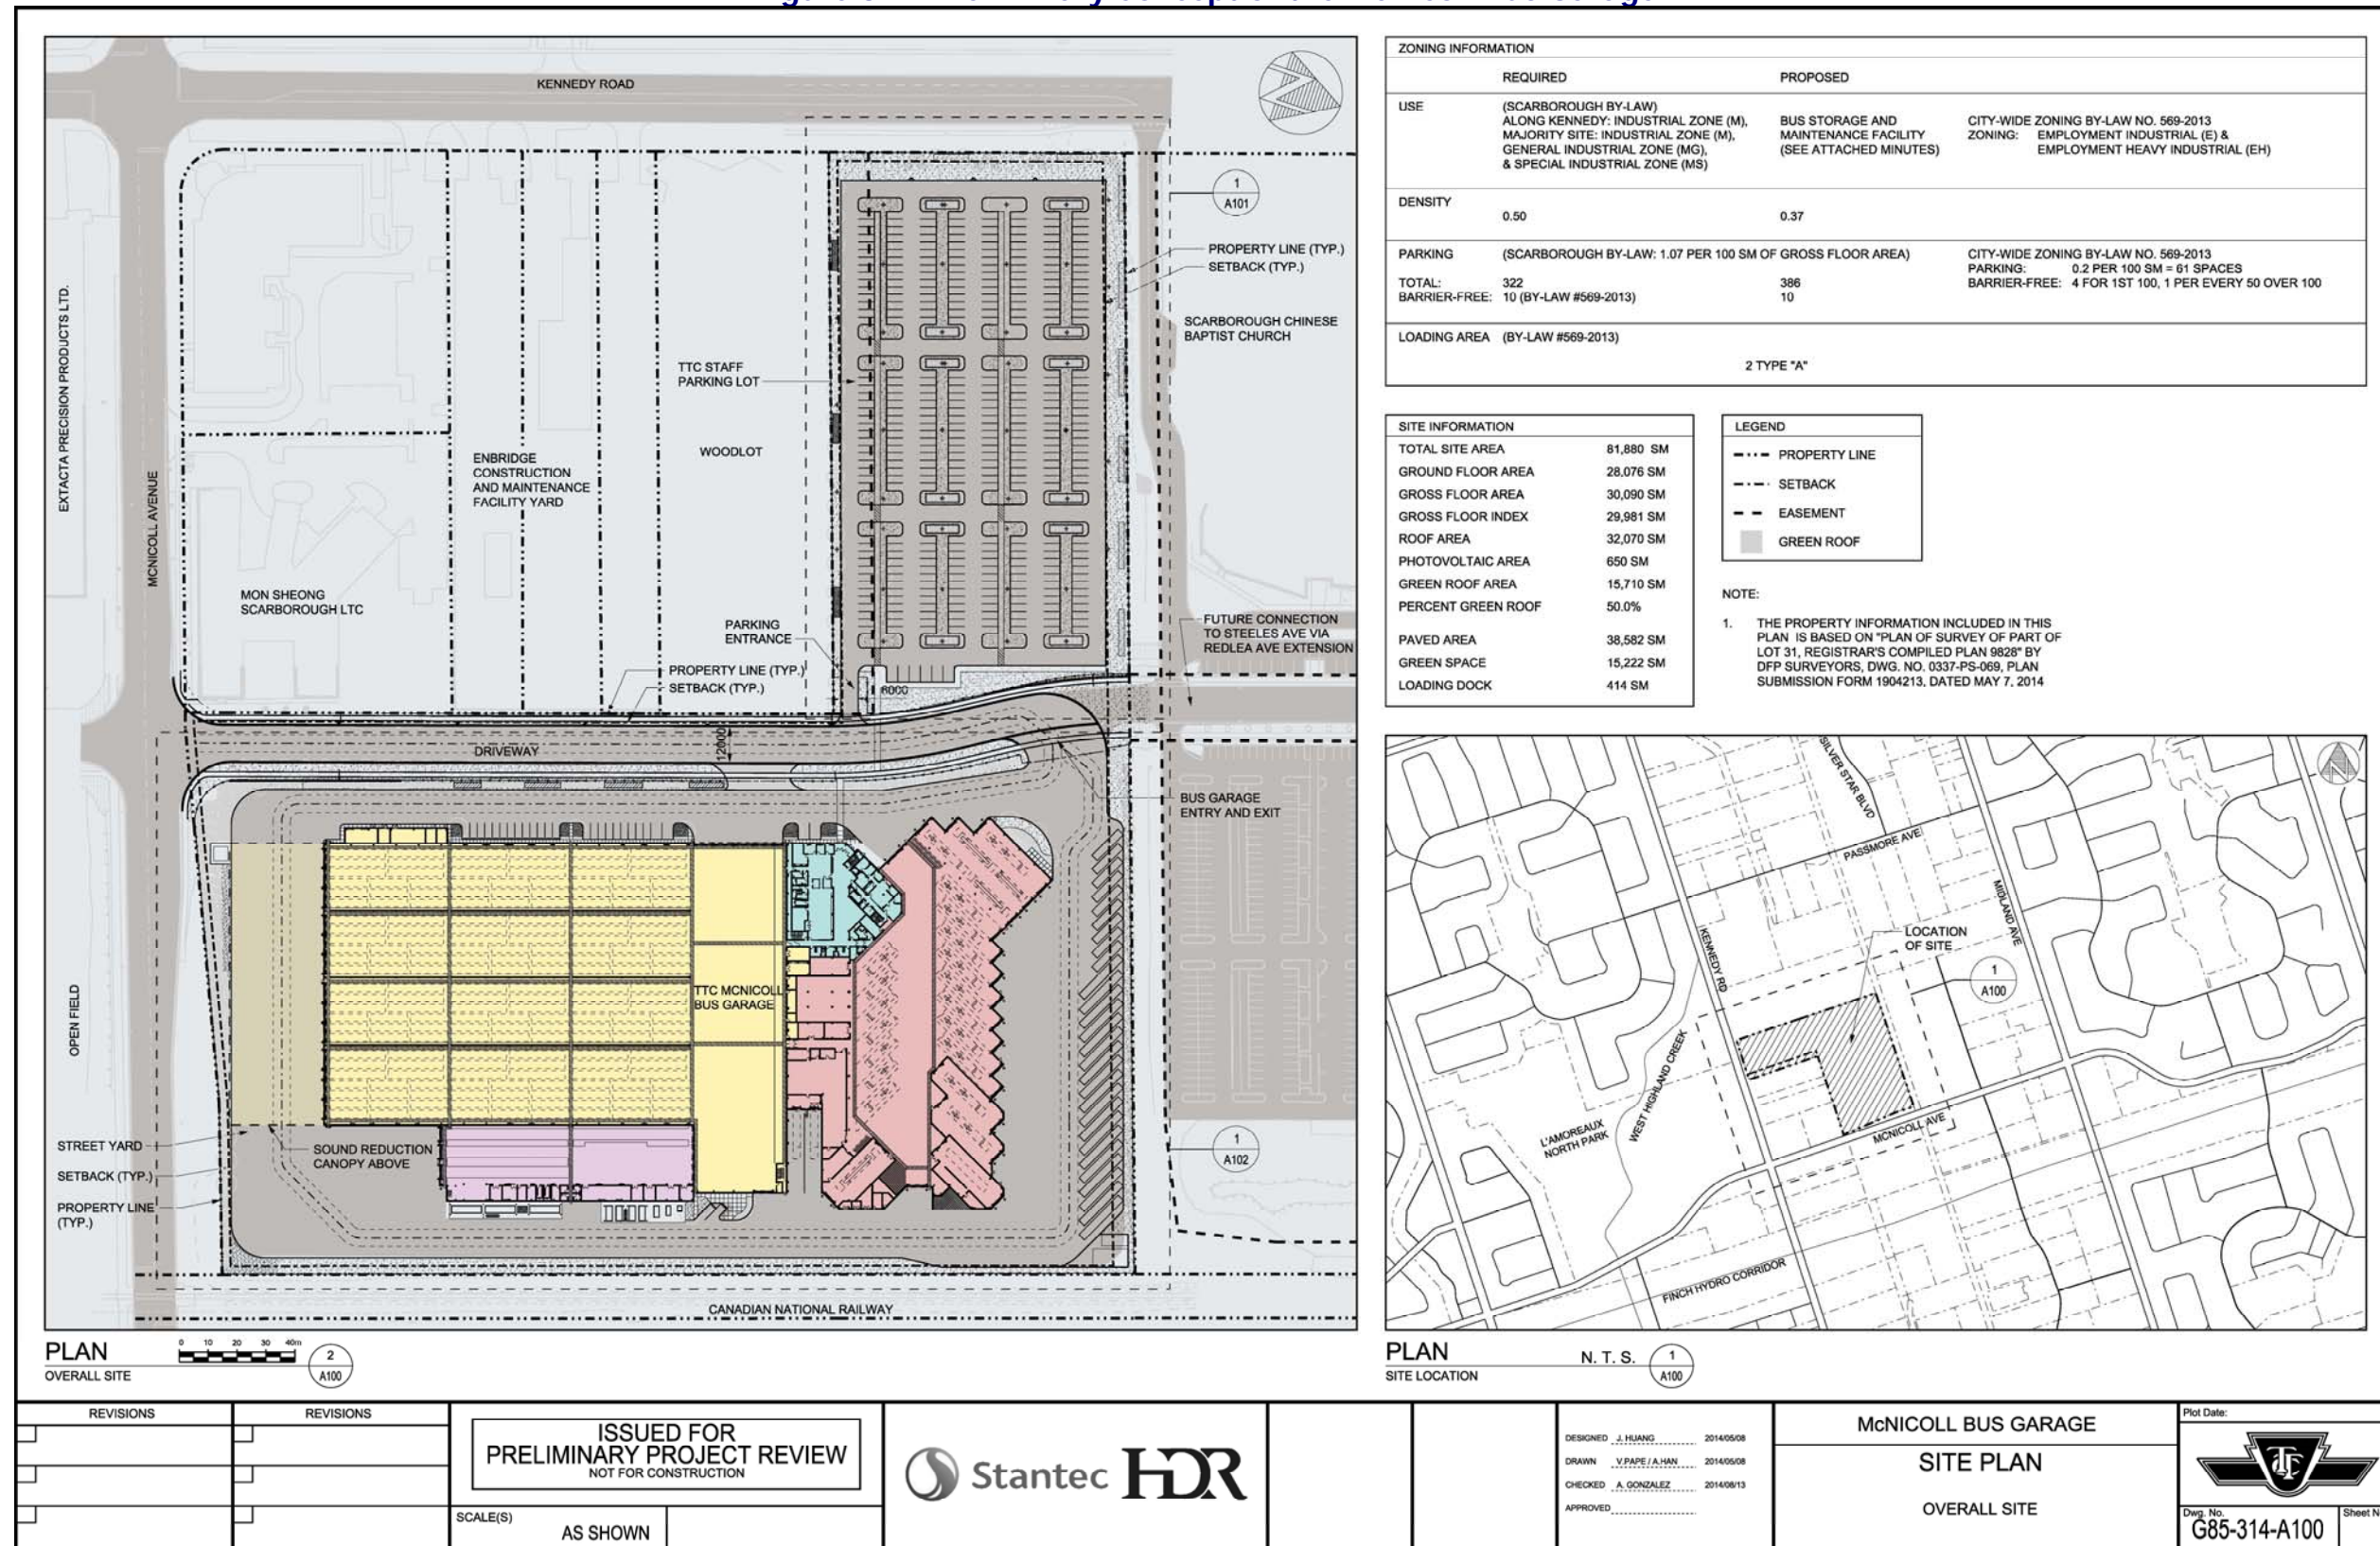 KENNEDY ROAD
1
A101
PROPERTY LINE (TYP.)
SETBACK (TYP.)
SCARBOROUGH CHINESE
BAPTIST CHURCH
EXTACTA PRECISION PRODUCTS LTD.
MCNICOLL AVENUE
TTC STAFF
PARKING LOT
WOODLOT
ENBRIDGE
CONSTRUCTION
AND MAINTENANCE
FACILITY YARD
MON SHEONG
SCARBOROUGH LTC
PARKING
ENTRANCE
PROPERTY LINE (TYP.)
SETBACK (TYP.)
6000
FUTURE CONNECTION
TO STEELES AVE VIA
REDLEA AVE EXTENSION
DRIVEWAY
12000
BUS GARAGE
ENTRY AND EXIT
TTC MCNICOLL
BUS GARAGE
OPEN FIELD
STREET YARD
SETBACK (TYP.)
PROPERTY LINE
(TYP.)
SOUND REDUCTION
CANOPY ABOVE
1
A102
CANADIAN NATIONAL RAILWAY
PLAN
OVERALL SITE
0 10 20 30 40m
2
A100
ZONING INFORMATION
REQUIRED PROPOSED
USE (SCARBOROUGH BY-LAW)
ALONG KENNEDY: INDUSTRIAL ZONE (M),
MAJORITY SITE: INDUSTRIAL ZONE (M),
GENERAL INDUSTRIAL ZONE (MG),
& SPECIAL INDUSTRIAL ZONE (MS)
BUS STORAGE AND
MAINTENANCE FACILITY
(SEE ATTACHED MINUTES)
CITY-WIDE ZONING BY-LAW NO. 569-2013
ZONING: EMPLOYMENT INDUSTRIAL (E) &
EMPLOYMENT HEAVY INDUSTRIAL (EH)
DENSITY
0.50 0.37
PARKING (SCARBOROUGH BY-LAW: 1.07 PER 100 SM OF GROSS FLOOR AREA)
TOTAL: 322 386
BARRIER-FREE: 10 (BY-LAW #569-2013) 10
CITY-WIDE ZONING BY-LAW NO. 569-2013
PARKING: 0.2 PER 100 SM = 61 SPACES
BARRIER-FREE: 4 FOR 1ST 100, 1 PER EVERY 50 OVER 100
LOADING AREA (BY-LAW #569-2013)
2 TYPE "A"
SITE INFORMATION
TOTAL SITE AREA 81,880 SM
GROUND FLOOR AREA 28,076 SM
GROSS FLOOR AREA 30,090 SM
GROSS FLOOR INDEX 29,981 SM
ROOF AREA 32,070 SM
PHOTOVOLTAIC AREA 650 SM
GREEN ROOF AREA 15,710 SM
PERCENT GREEN ROOF 50.0%
PAVED AREA 38,582 SM
GREEN SPACE 15,222 SM
LOADING DOCK 414 SM
LEGEND
PROPERTY LINE
SETBACK
EASEMENT
GREEN ROOF
NOTE:
1. THE PROPERTY INFORMATION INCLUDED IN THIS
PLAN IS BASED ON "PLAN OF SURVEY OF PART OF
LOT 31, REGISTRAR'S COMPILED PLAN 9828" BY
DFP SURVEYORS, DWG. NO. 0337-PS-069, PLAN
SUBMISSION FORM 1904213, DATED MAY 7, 2014
SILVER STAR BLVD
PASSMORE AVE
MIDLAND AVE
KENNEDY RD
LOCATION
OF SITE
1
A100
WEST HIGHLAND CREEK
L'AMOREAUX
NORTH PARK
MCNICOLL AVE
FINCH HYDRO CORRIDOR
N
PLAN
SITE LOCATION
N. T. S.
1
A100
REVISIONS
REVISIONS
ISSUED FOR
PRELIMINARY PROJECT REVIEW
NOT FOR CONSTRUCTION
SCALE(S)
AS SHOWN
Stantec HDR
DESIGNED J. HUANG 2014/05/08
DRAWN V.PAPE / A.HAN 2014/05/08
CHECKED A. GONZALEZ 2014/08/13
APPROVED
McNICOLL BUS GARAGE
SITE PLAN
OVERALL SITE
Plot Date:
TTC
Dwg. No.
G85-314-A100